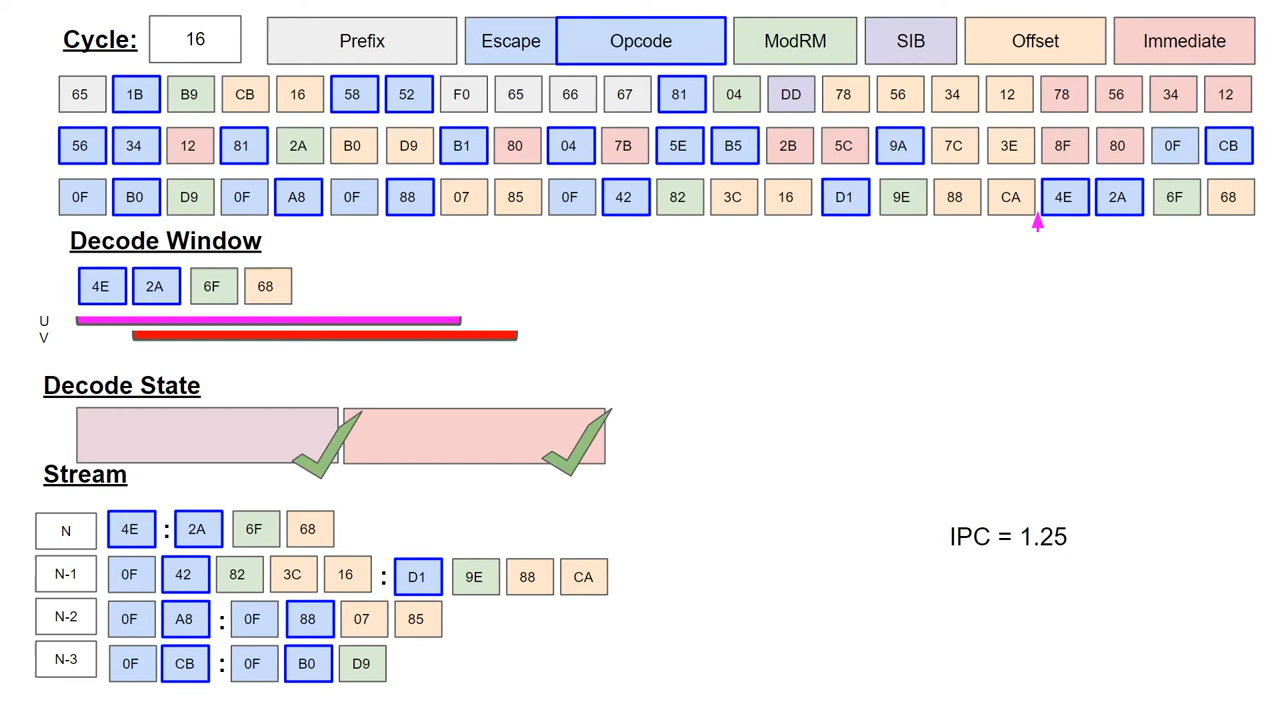 Cycle: 16 Prefix Escape Opcode ModRM SIB Offset Immediate
65 1B B9 CB 16 58 52 F0 65 66 67 81 04 DD 78 56 34 12 78 56 34 12
56 34 12 81 2A B0 D9 B1 80 04 7B 5E B5 2B 5C 9A 7C 3E 8F 80 0F CB
0F B0 D9 0F A8 0F 88 07 85 0F 42 82 3C 16 D1 9E 88 CA 4E 2A 6F 68
Decode Window
4E 2A 6F 68
U
V
Decode State
Stream
N 4E : 2A 6F 68
IPC = 1.25
N-1 0F 42 82 3C 16 : D1 9E 88 CA
N-2 0F A8 : 0F 88 07 85
N-3 0F CB : 0F B0 D9